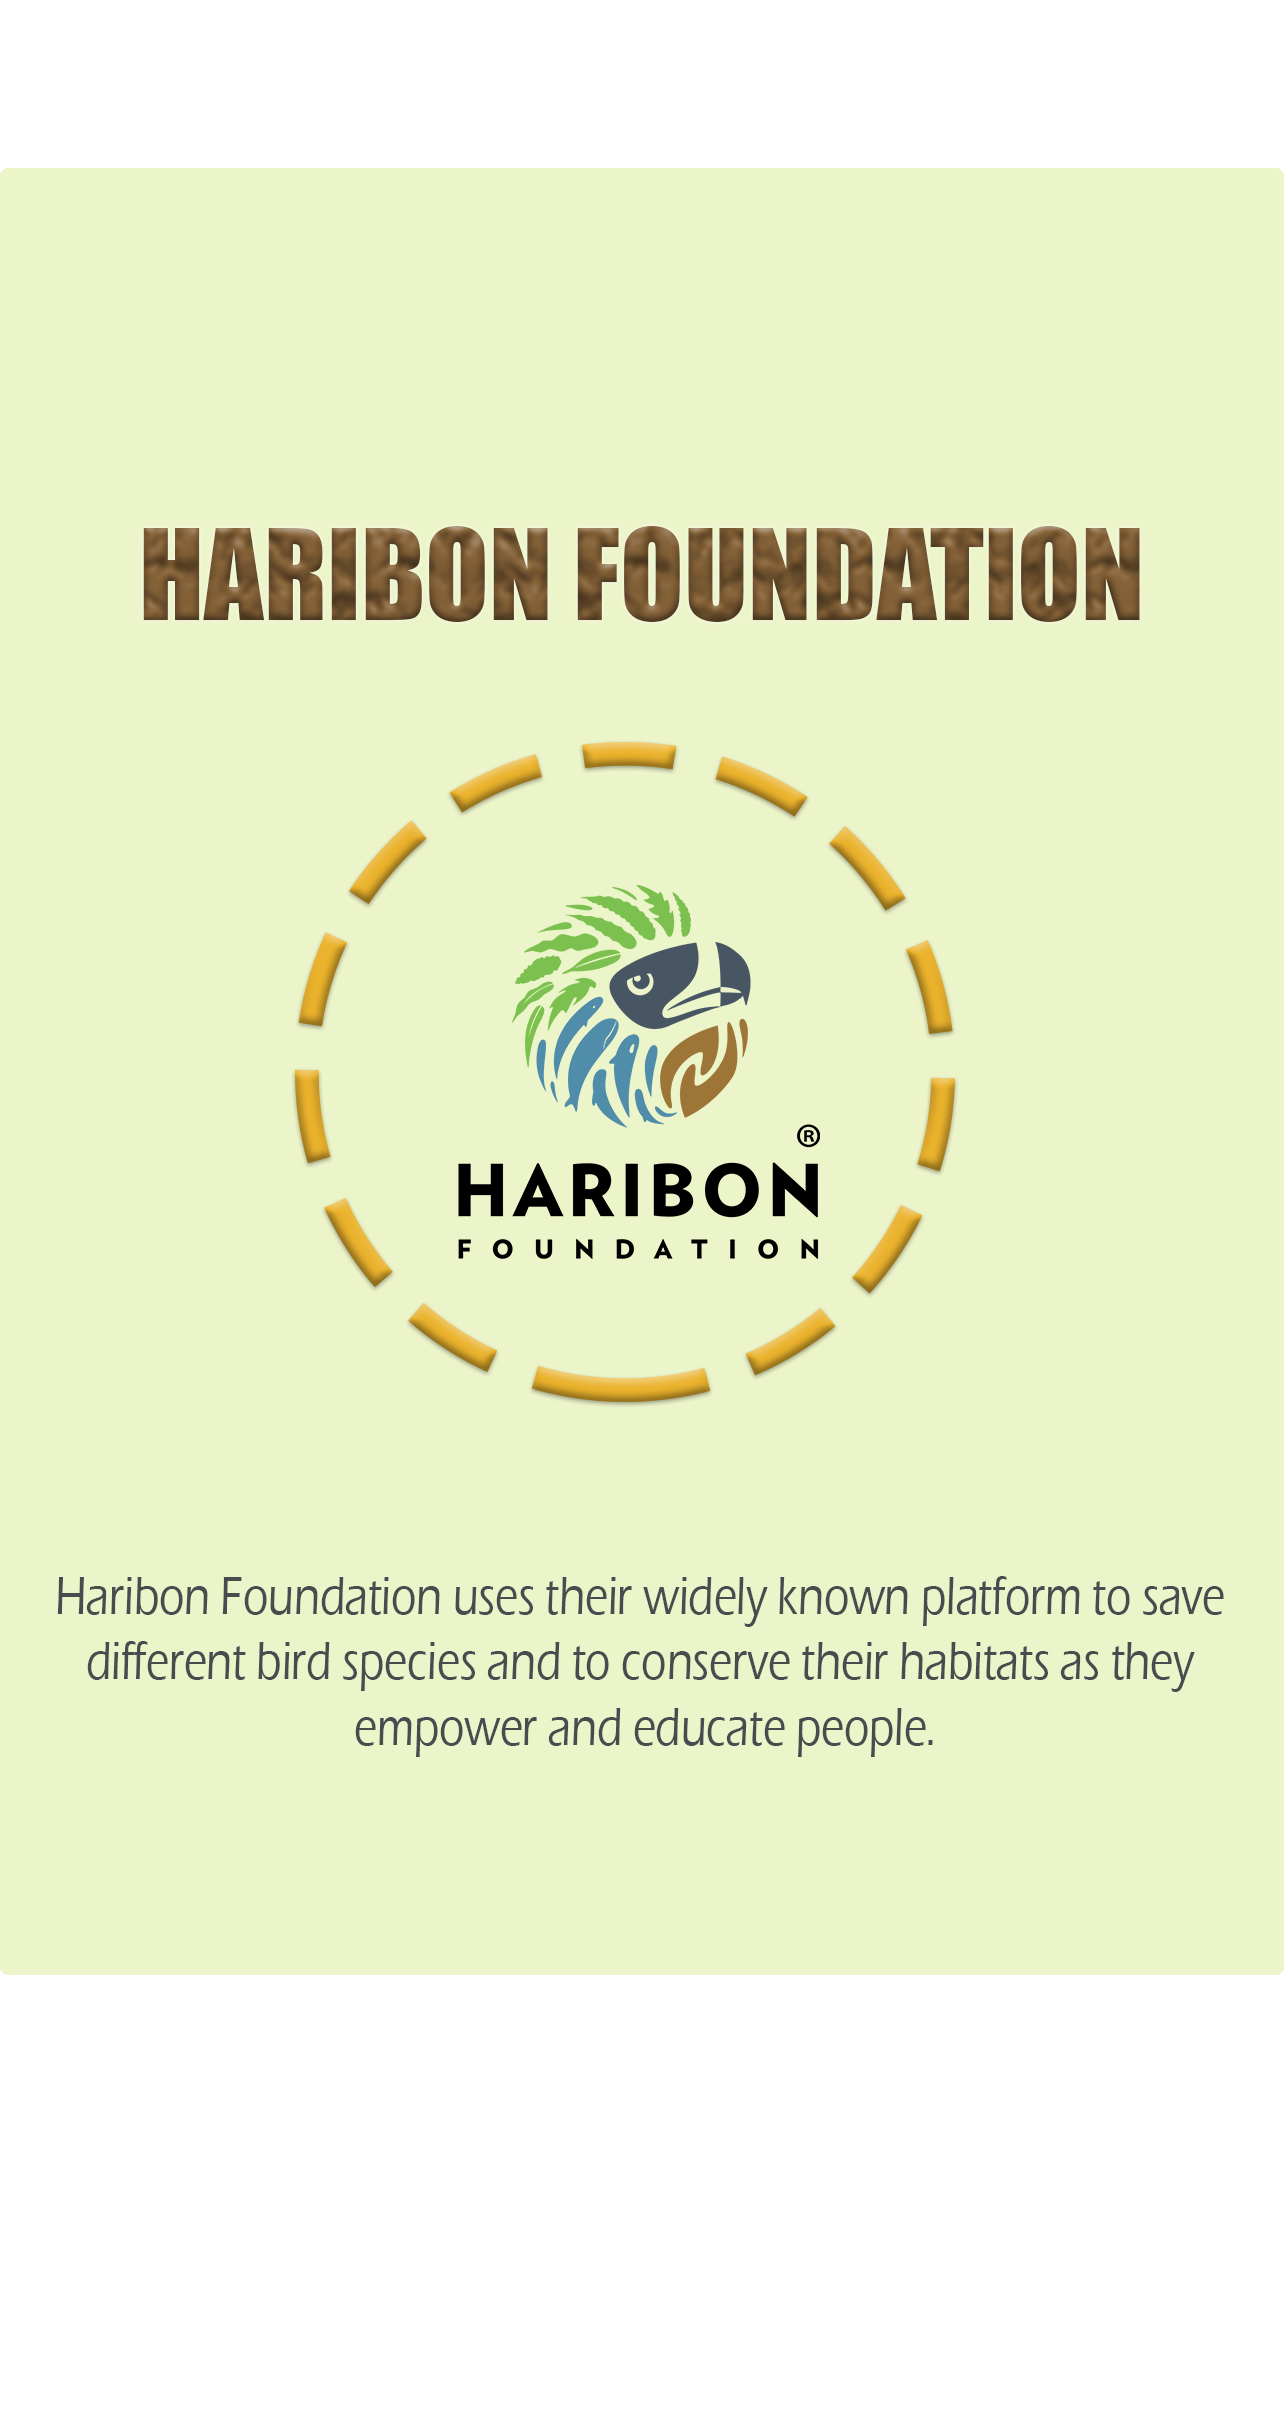 HARIBON FOUNDATION
®
HARIBON
FOUNDATION
Haribon Foundation uses their widely known platform to save
different bird species and to conserve their habitats as they
empower and educate people.